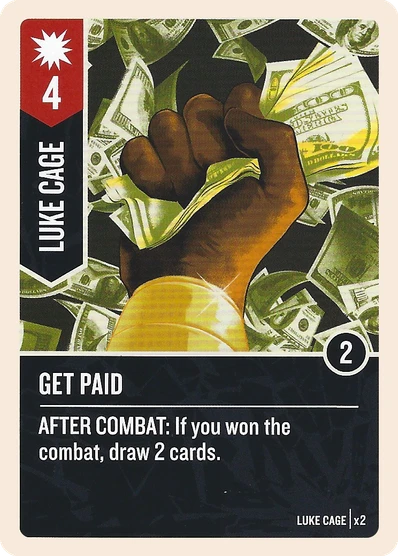 4
LUKE CAGE
2
GET PAID
AFTER COMBAT: If you won the
combat, draw 2 cards.
LUKE CAGE | x2